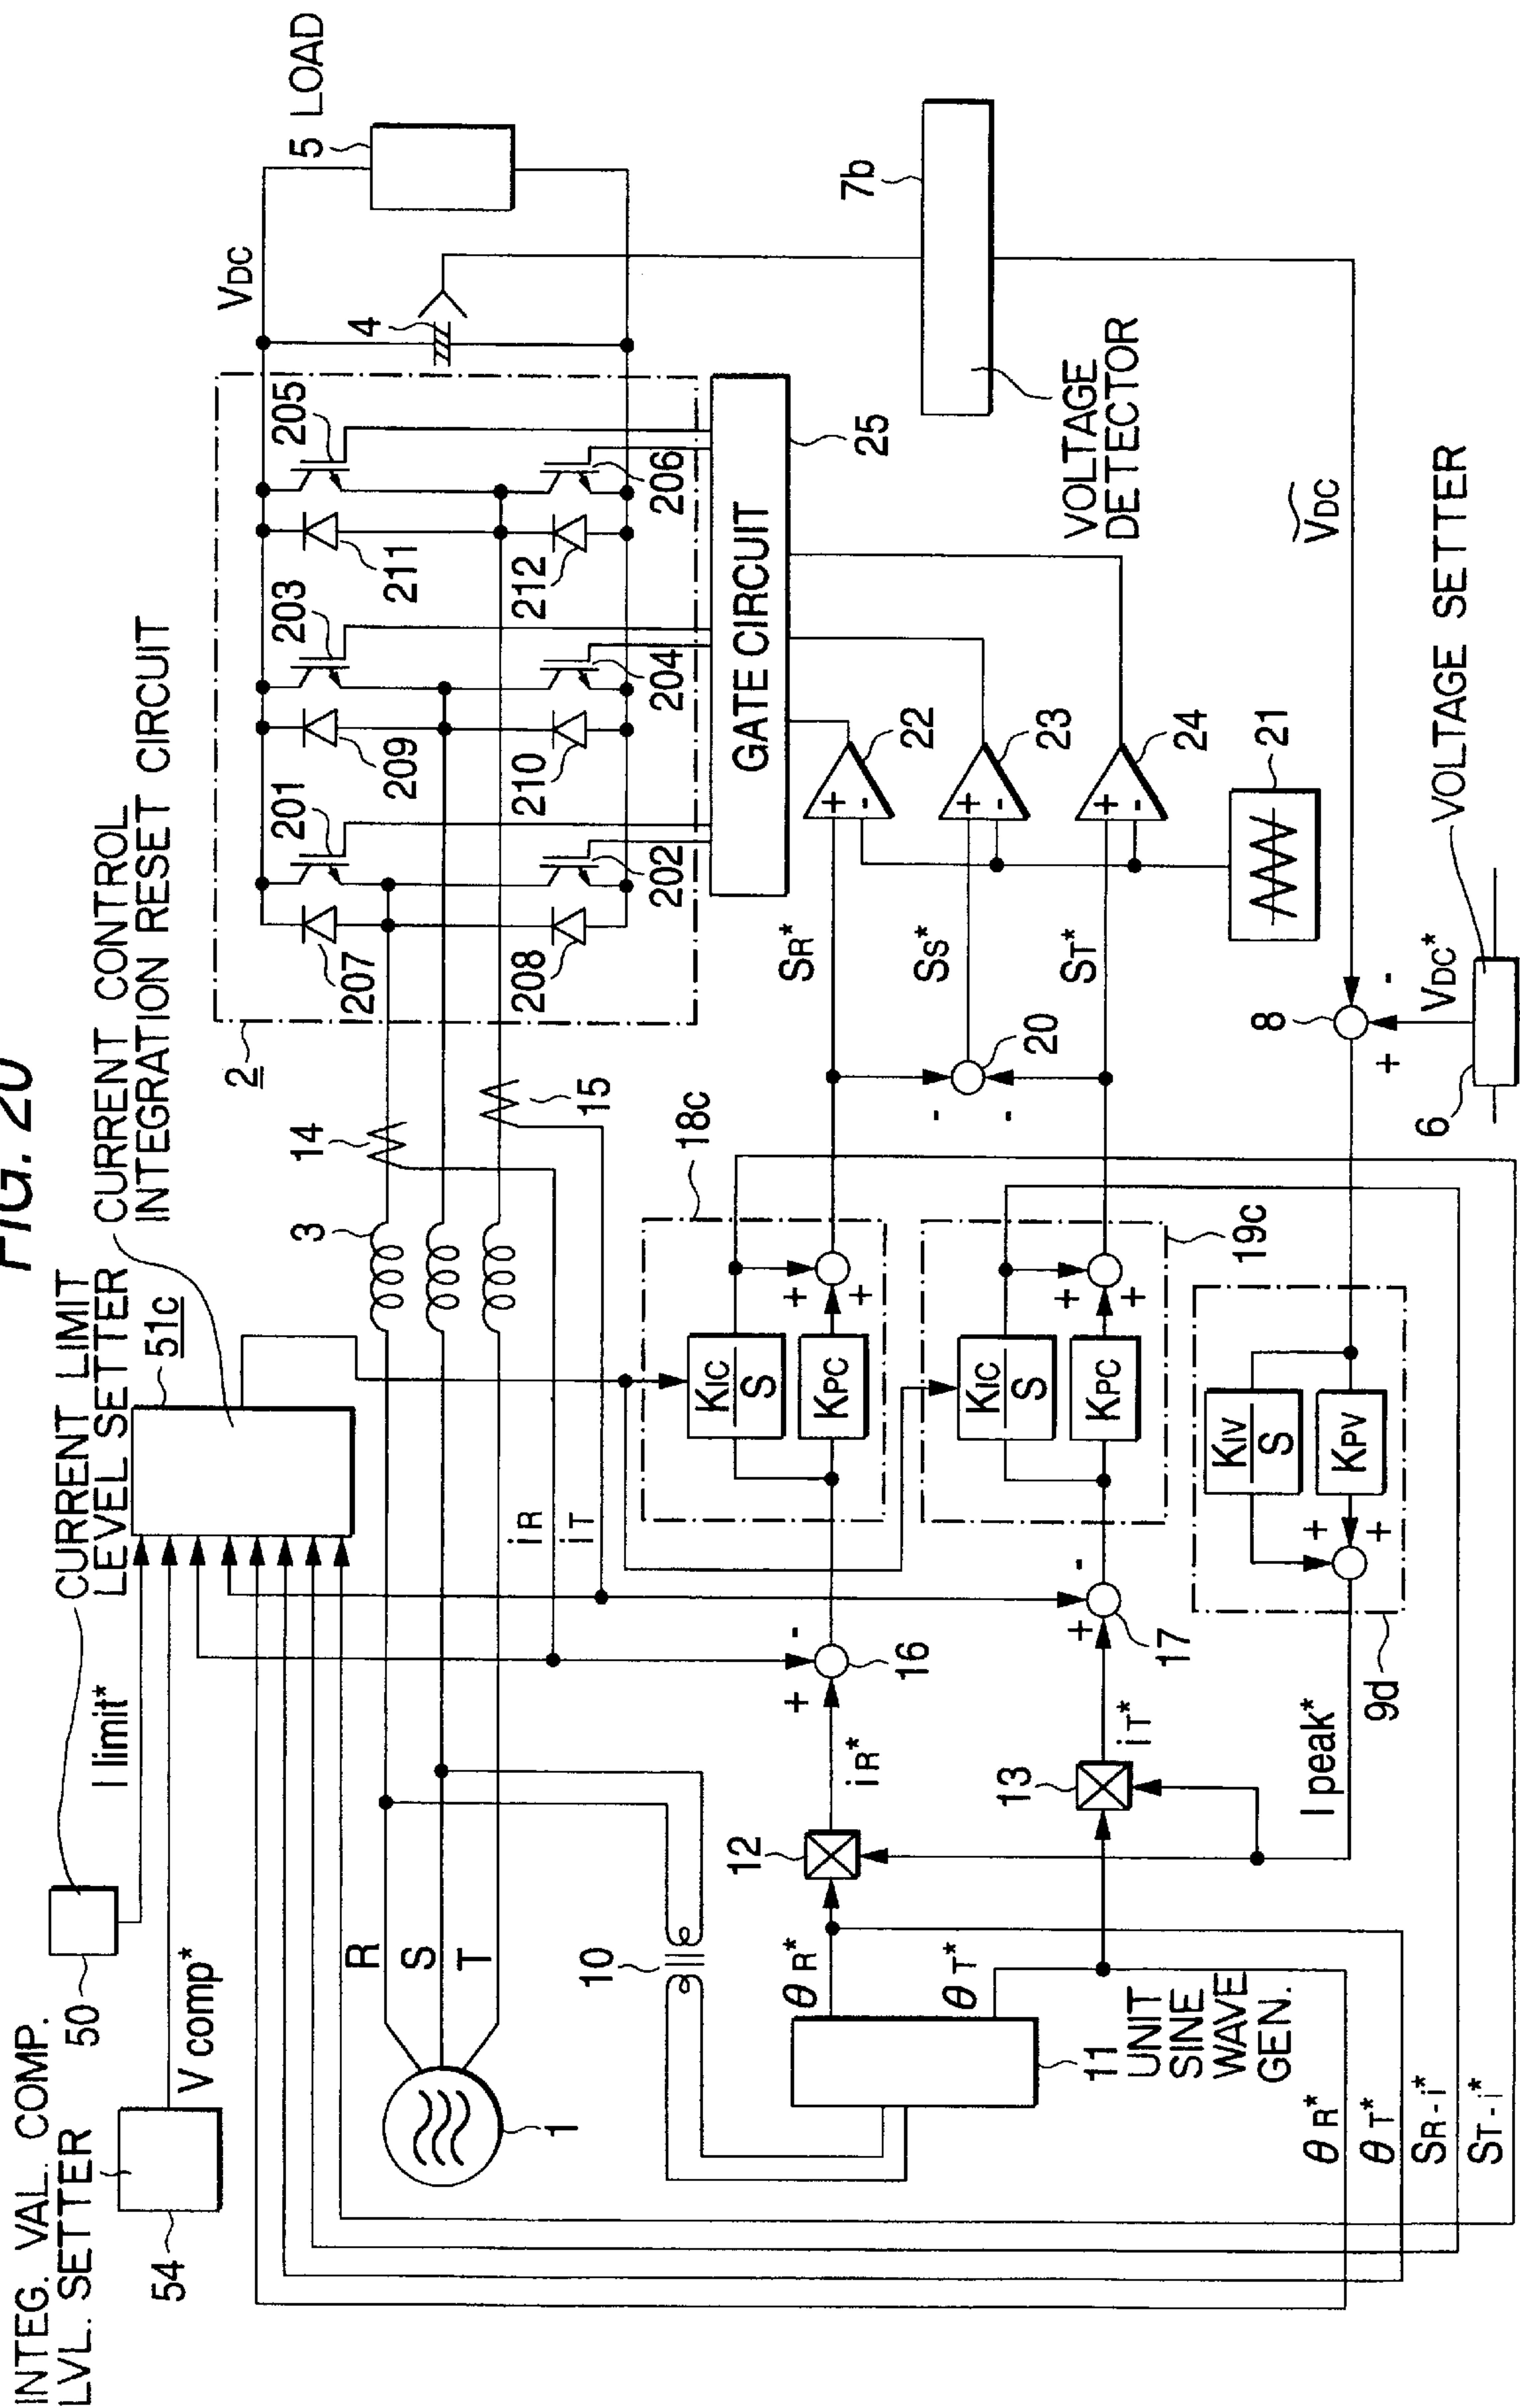 FIG. 20
INTEG. VAL. COMP.
LVL. SETTER
54
V comp*
50
I limit*
CURRENT LIMIT
LEVEL SETTER
51c
CURRENT CONTROL
INTEGRATION RESET CIRCUIT
R
S
T
1
3
14
15
iR
iT
2
207
201
209
203
211
205
208
202
210
204
212
206
VDC
4
5 LOAD
GATE CIRCUIT
25
7b
VOLTAGE
DETECTOR
10
11
UNIT
SINE
WAVE
GEN.
θR*
θT*
12
13
iR*
iT*
+
-
16
+
-
17
18c
KIC
S
KPC
+
+
19c
KIC
S
KPC
+
+
SR*
SS*
ST*
-
-
20
+
-
22
+
-
23
+
-
24
21
9d
KIV
S
KPV
+
+
I peak*
8
+
-
VDC*
VDC
6
VOLTAGE SETTER
θR*
θT*
SR-i*
ST-i*